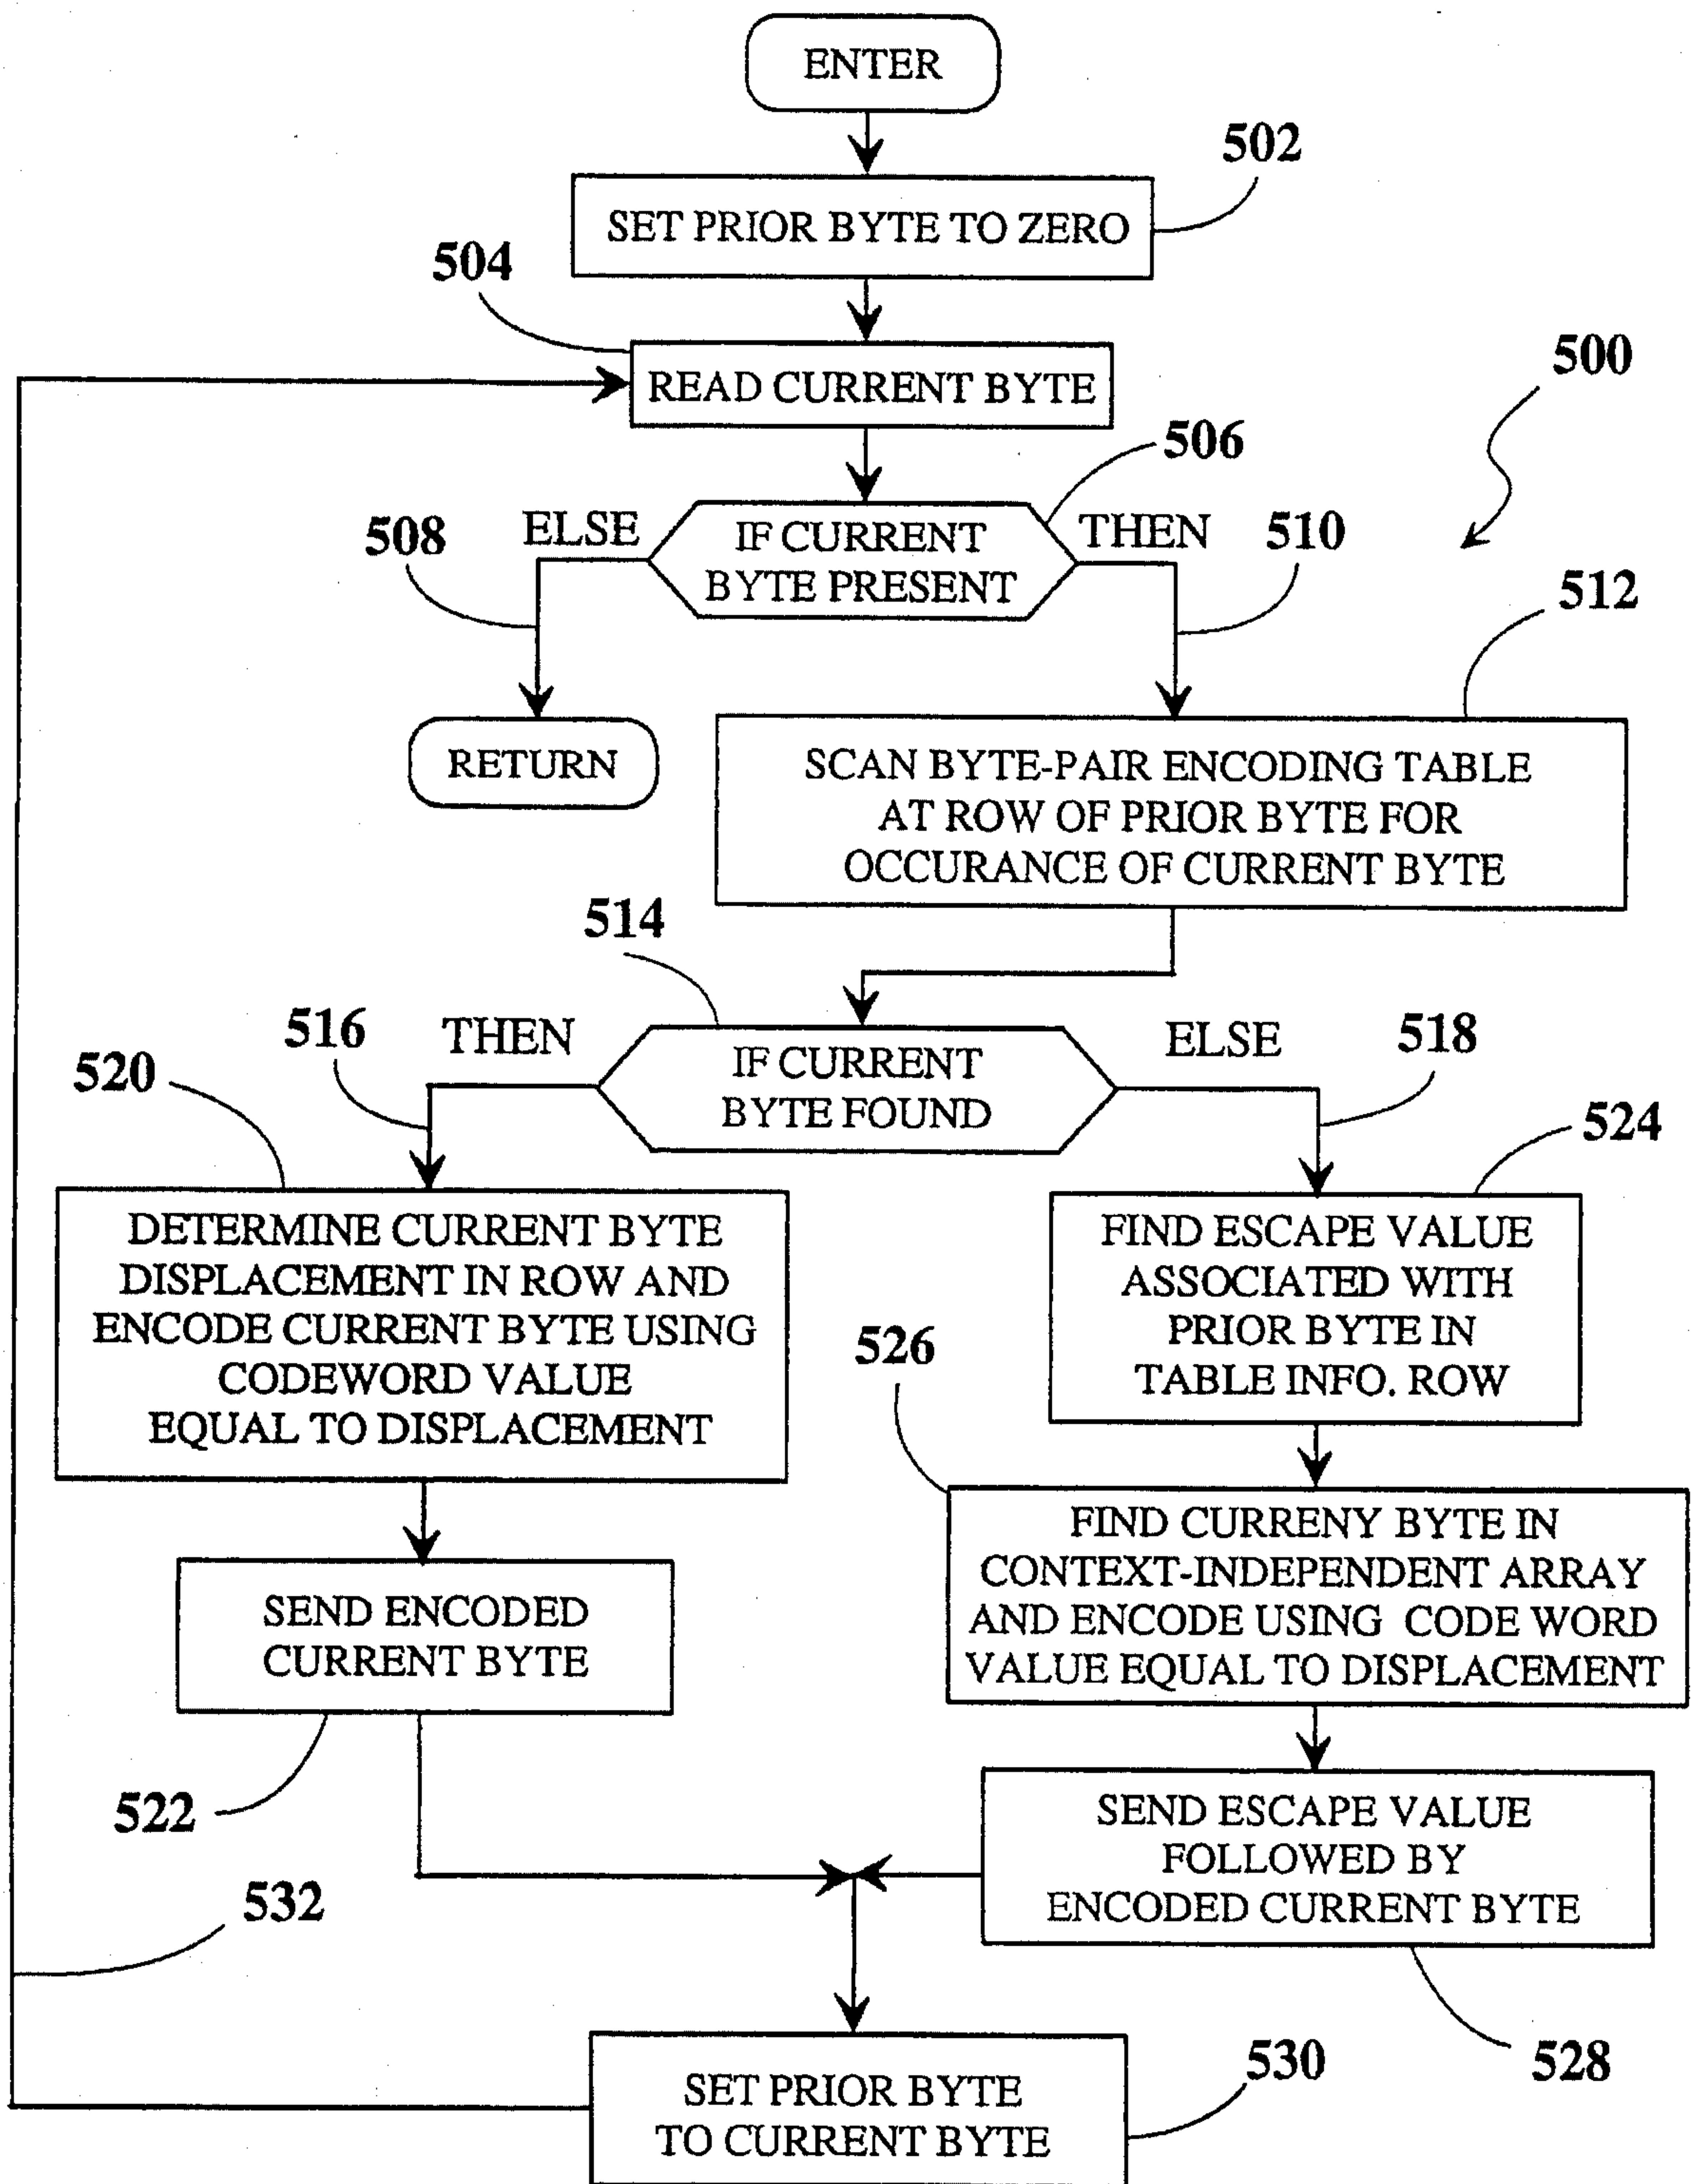 ENTER
502
SET PRIOR BYTE TO ZERO
504
READ CURRENT BYTE
500
506
ELSE
THEN
508
510
IF CURRENT
BYTE PRESENT
512
RETURN
SCAN BYTE-PAIR ENCODING TABLE
AT ROW OF PRIOR BYTE FOR
OCCURANCE OF CURRENT BYTE
514
516
THEN
ELSE
518
IF CURRENT
BYTE FOUND
520
524
DETERMINE CURRENT BYTE
DISPLACEMENT IN ROW AND
ENCODE CURRENT BYTE USING
CODEWORD VALUE
EQUAL TO DISPLACEMENT
FIND ESCAPE VALUE
ASSOCIATED WITH
PRIOR BYTE IN
TABLE INFO. ROW
526
FIND CURRENY BYTE IN
CONTEXT-INDEPENDENT ARRAY
AND ENCODE USING CODE WORD
VALUE EQUAL TO DISPLACEMENT
SEND ENCODED
CURRENT BYTE
522
SEND ESCAPE VALUE
FOLLOWED BY
ENCODED CURRENT BYTE
532
528
530
SET PRIOR BYTE
TO CURRENT BYTE